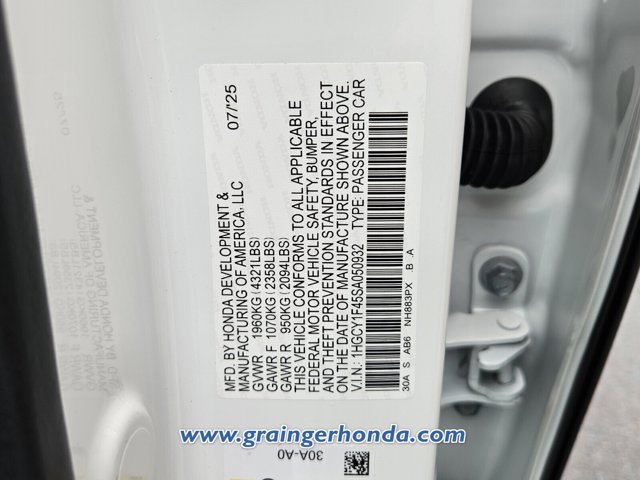 MFD. BY HONDA DEVELOPMENT & 07/'25
MANUFACTURING OF AMERICA, LLC
GVWR 1960KG (4321LBS)
GAWR F 1070KG (2358LBS)
GAWR R 950KG (2094LBS)
THIS VEHICLE CONFORMS TO ALL APPLICABLE
FEDERAL MOTOR VEHICLE SAFETY, BUMPER,
AND THEFT PREVENTION STANDARDS IN EFFECT
ON THE DATE OF MANUFACTURE SHOWN ABOVE.
V.I.N.: 1HGCY1F45SA050932 TYPE: PASSENGER CAR
30A S AB6 NH883PX B A
30A-A0
www.graingerhonda.com